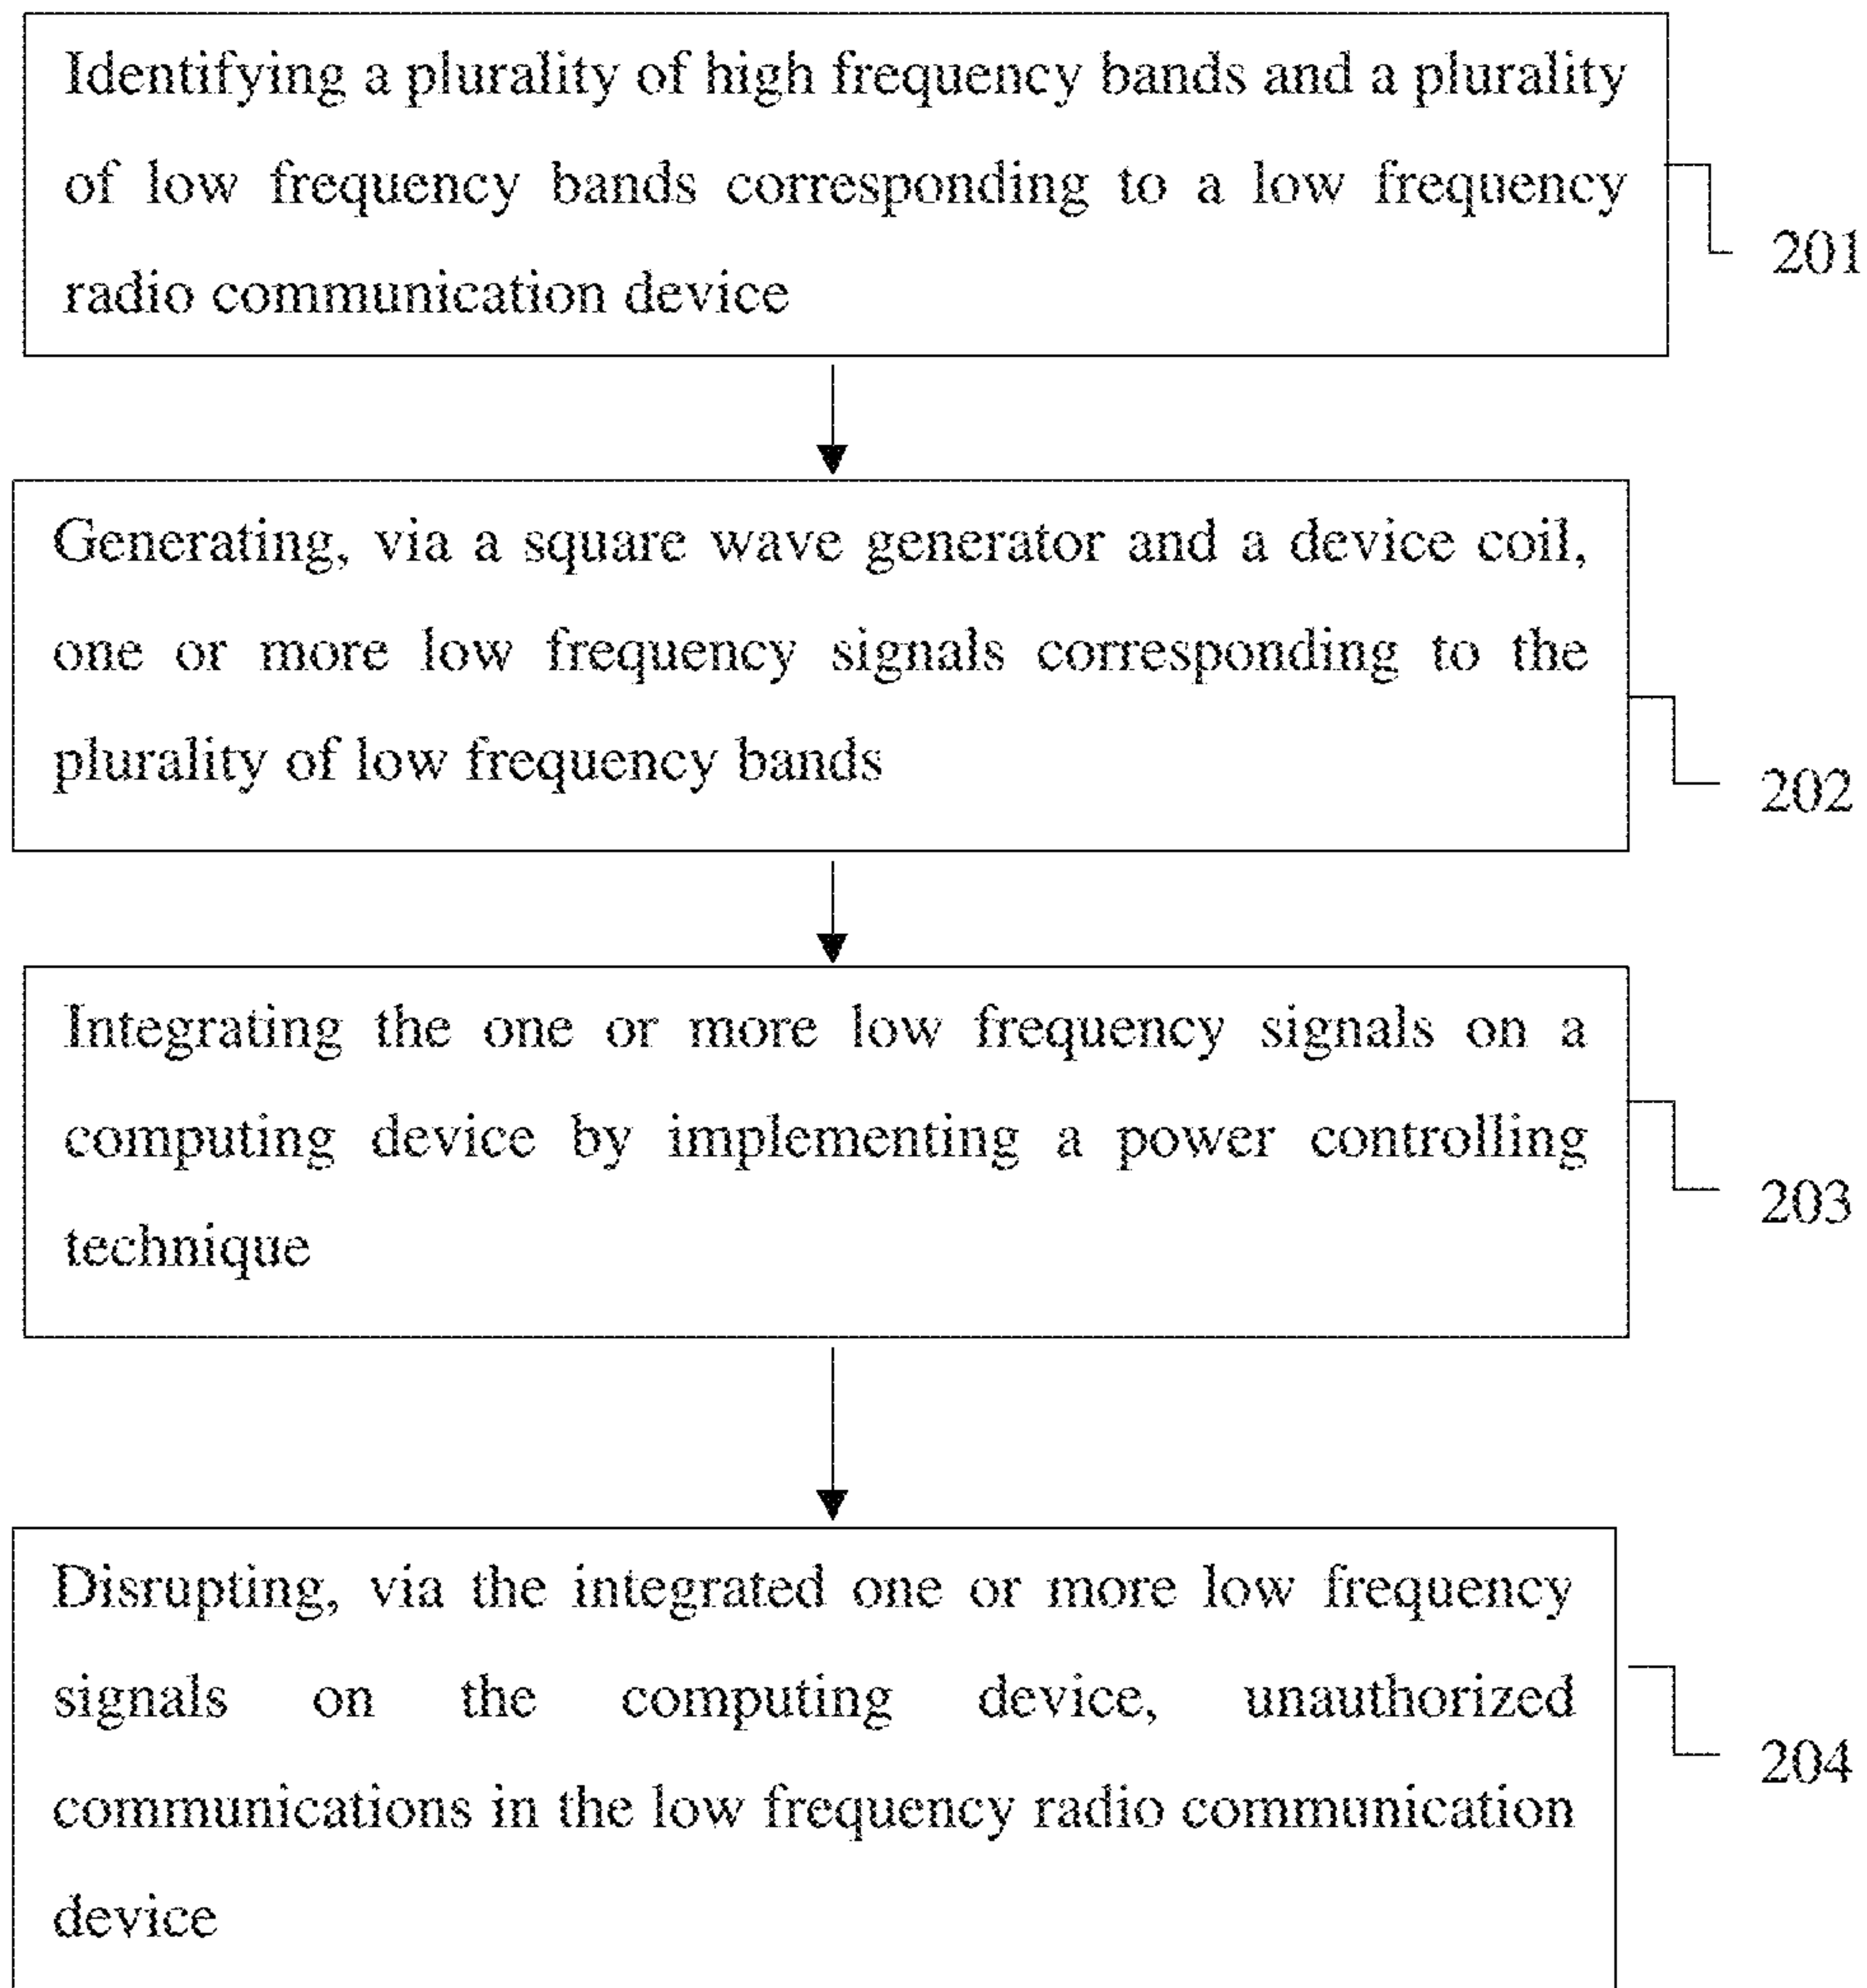 Identifying a plurality of high frequency bands and a plurality
of low frequency bands corresponding to a low frequency
radio communication device
201
Generating, via a square wave generator and a device coil,
one or more low frequency signals corresponding to the
plurality of low frequency bands
202
Integrating the one or more low frequency signals on a
computing device by implementing a power controlling
technique
203
Disrupting, via the integrated one or more low frequency
signals on the computing device, unauthorized
communications in the low frequency radio communication
device
204